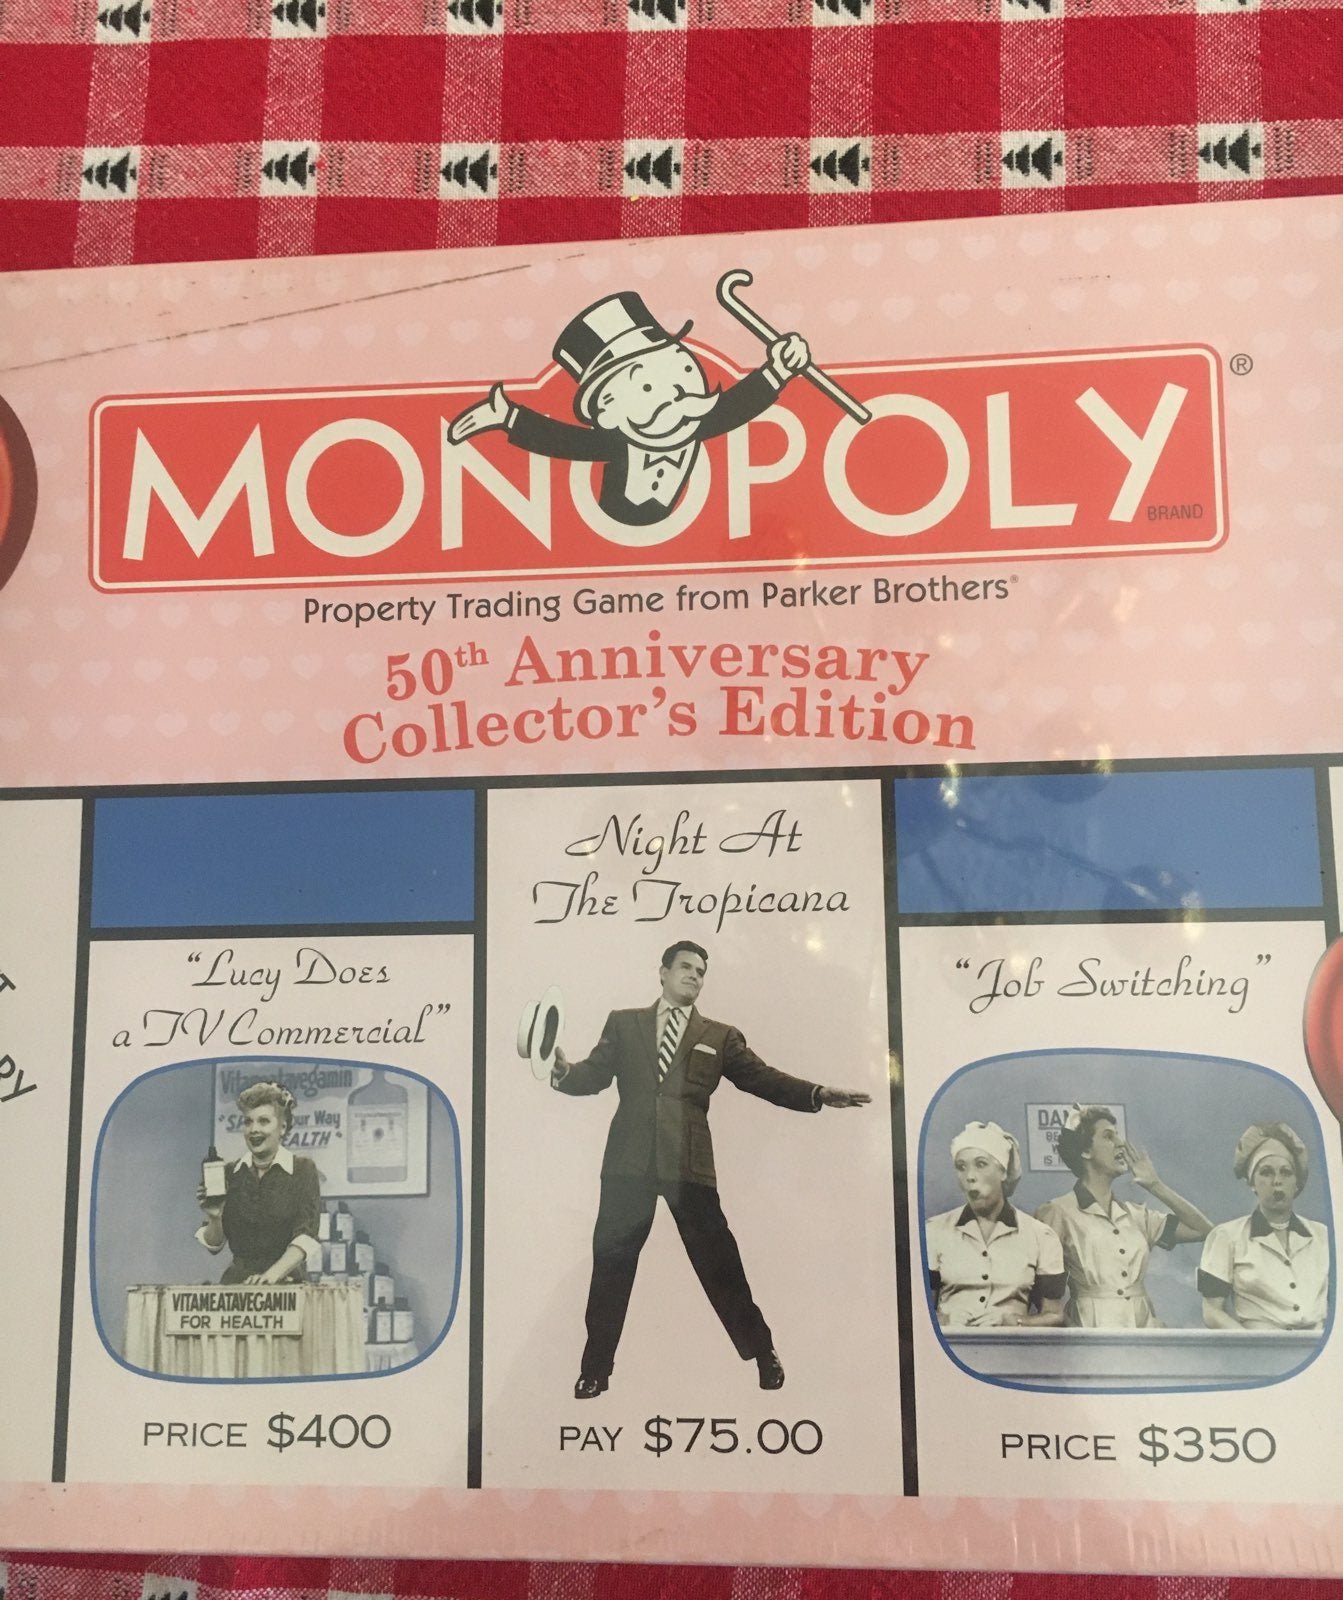 MONOPOLY
®
BRAND
Property Trading Game from Parker Brothers®
50th Anniversary
Collector's Edition
"Lucy Does
a TV Commercial"
VITAMEATAVEGAMIN
FOR HEALTH
PRICE $400
Night At
The Tropicana
PAY $75.00
"Job Switching"
PRICE $350